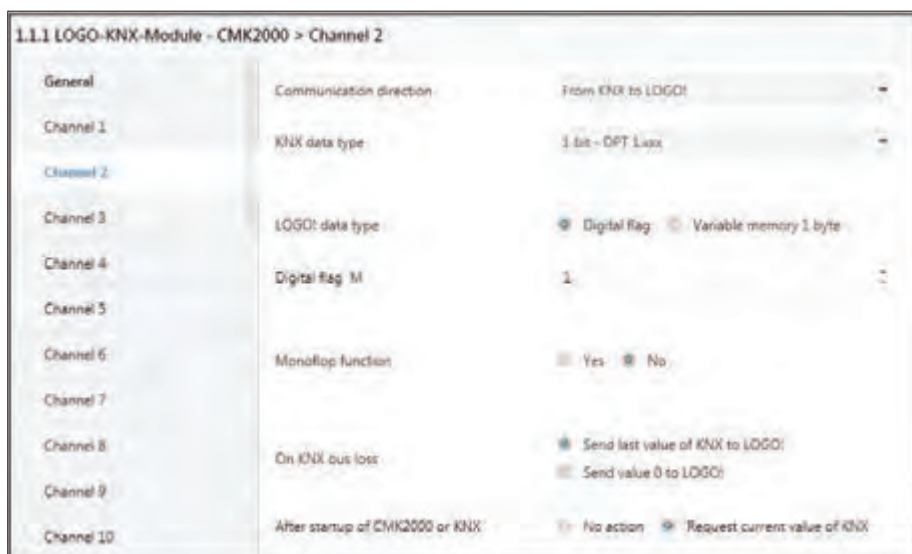 1.1.1 LOGO-KNX-Module - CMK2000 > Channel 2
General
Channel 1
Channel 2
Channel 3
Channel 4
Channel 5
Channel 6
Channel 7
Channel 8
Channel 9
Channel 10
Communication direction From KNX to LOGO!
KNX data type 1 bit - DPT 1.xxx
LOGO! data type Digital flag Variable memory 1 byte
Digital flag M 1
Monoflop function Yes No
On KNX bus loss Send last value of KNX to LOGO!
Send value 0 to LOGO!
After startup of CMK2000 or KNX No action Request current value of KNX